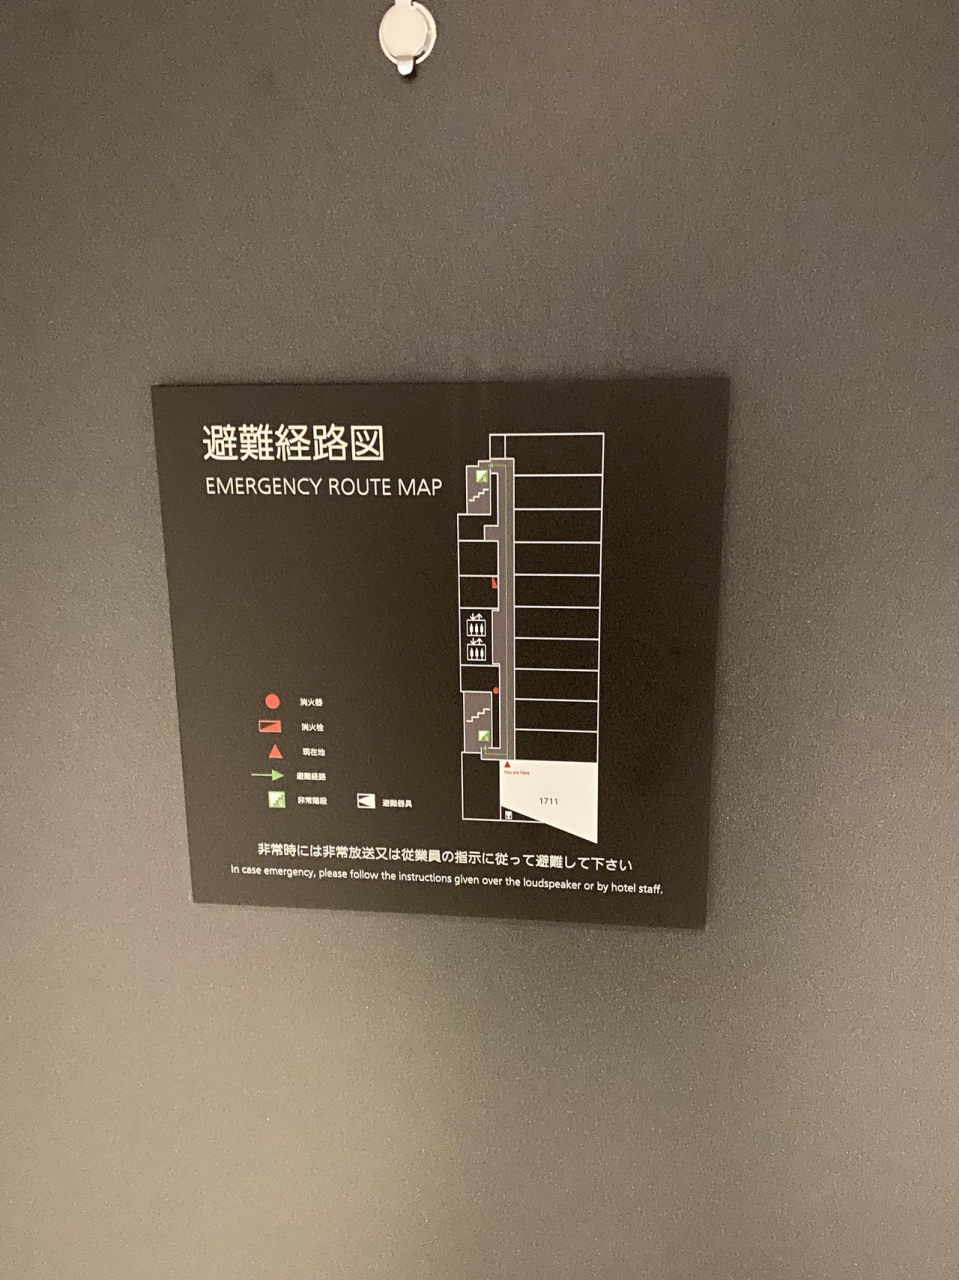 避難経路図
EMERGENCY ROUTE MAP
消火器
消火栓
現在地
避難経路
非常階段
避難器具
You are here
1711
非常時には非常放送又は従業員の指示に従って避難して下さい
In case emergency, please follow the instructions given over the loudspeaker or by hotel staff.